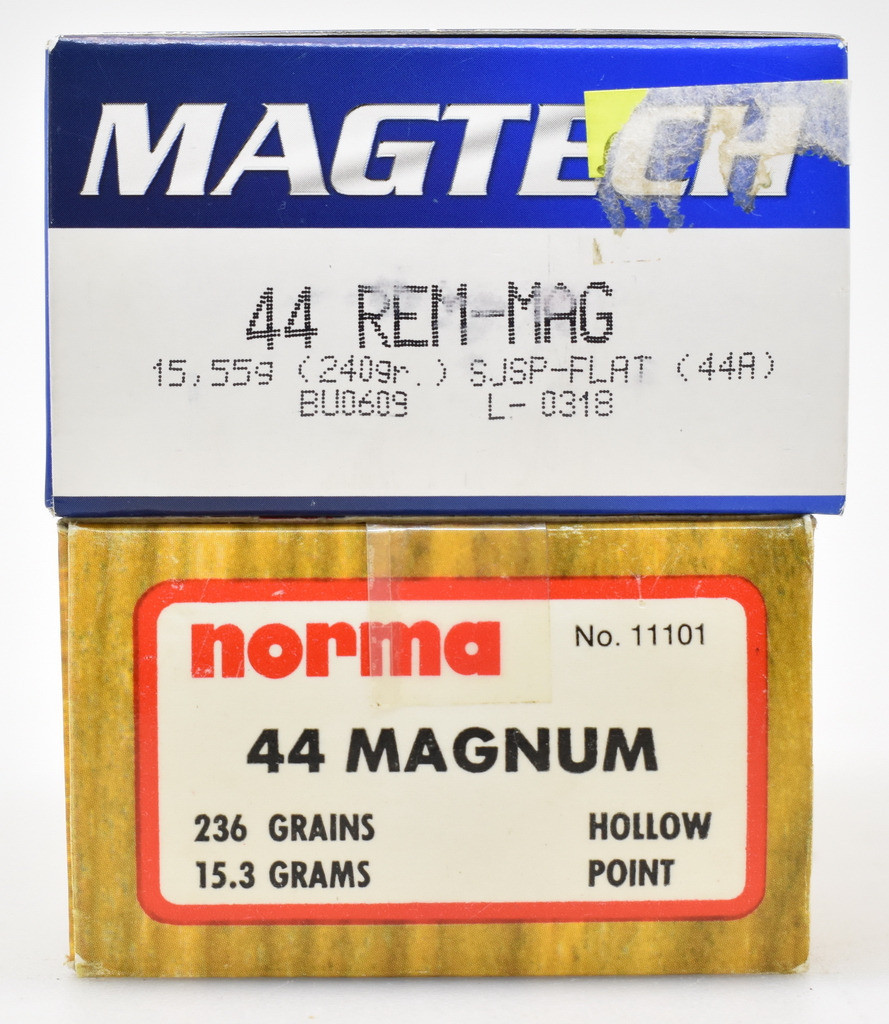 MAGTECH
44 REM-MAG
15,55g (240gr.) SJSP-FLAT (44A)
BU0609 L- 0318
norma No. 11101
44 MAGNUM
236 GRAINS HOLLOW
15.3 GRAMS POINT